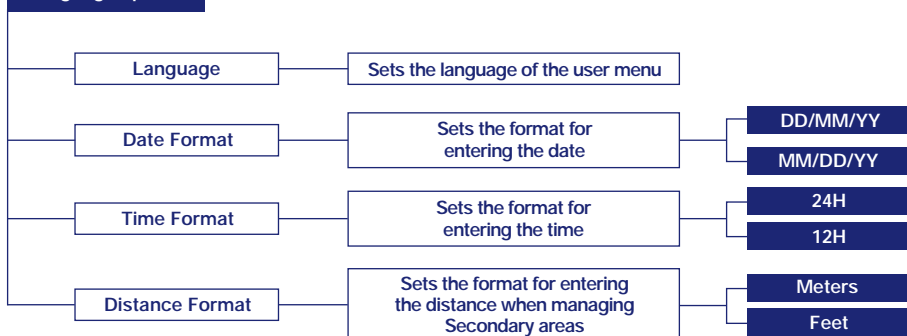 Language
Sets the language of the user menu
Date Format
Sets the format for
entering the date
DD/MM/YY
MM/DD/YY
Time Format
Sets the format for
entering the time
24H
12H
Distance Format
Sets the format for entering
the distance when managing
Secondary areas
Meters
Feet